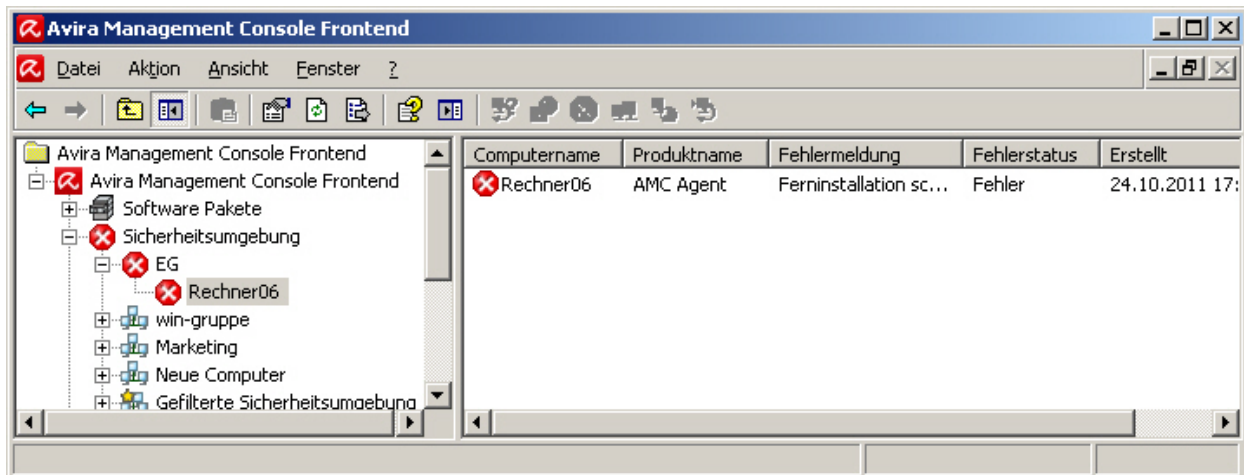 Avira Management Console Frontend
Datei Aktion Ansicht Fenster ?
Avira Management Console Frontend
Avira Management Console Frontend
Software Pakete
Sicherheitsumgebung
EG
Rechner06
win-gruppe
Marketing
Neue Computer
Gefilterte Sicherheitsumgebung
Computername Produktname Fehlermeldung Fehlerstatus Erstellt
Rechner06 AMC Agent Ferninstallation sc... Fehler 24.10.2011 17: